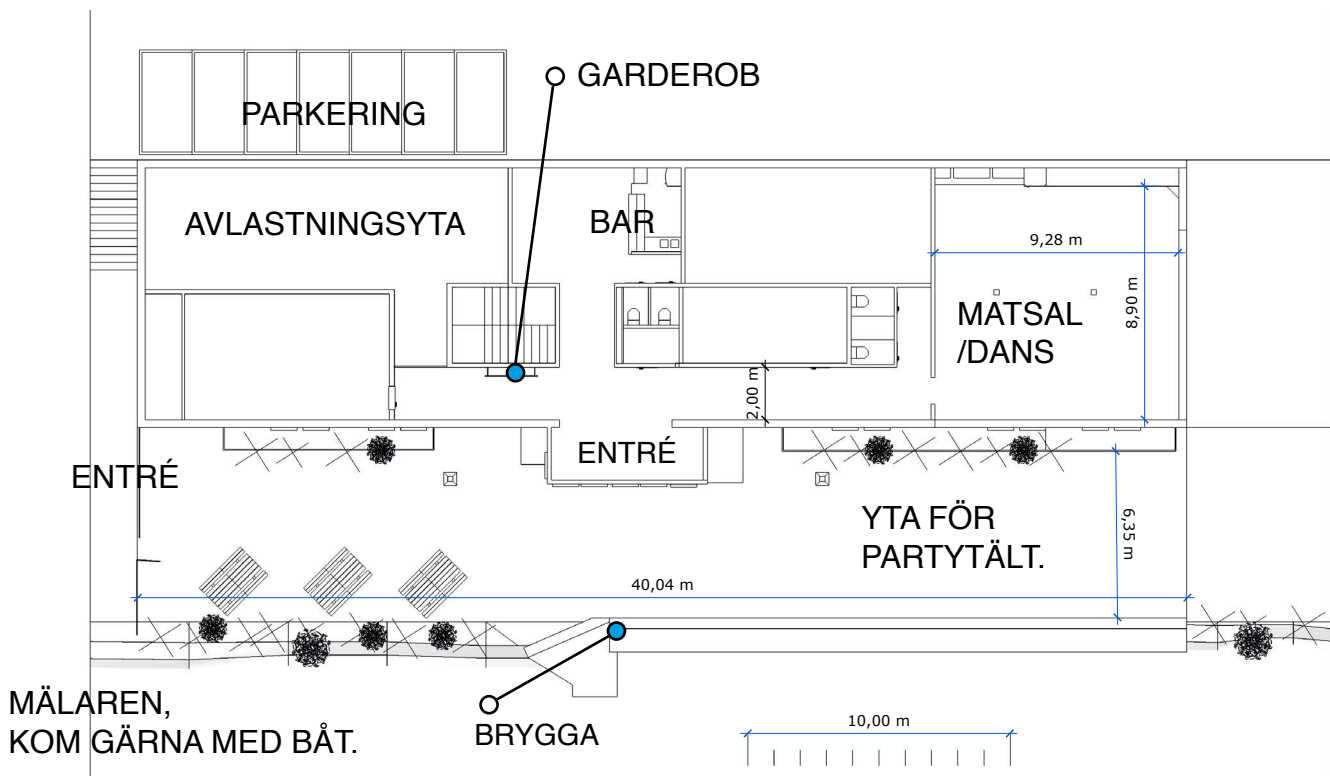 GARDEROB
PARKERING
AVLASTNINGSYTA
BAR
9,28 m
8,90 m
MATSAL
/DANS
2,00 m
ENTRÉ
ENTRÉ
YTA FÖR
PARTYTÄLT.
6,35 m
40,04 m
MÄLAREN,
KOM GÄRNA MED BÅT.
BRYGGA
10,00 m